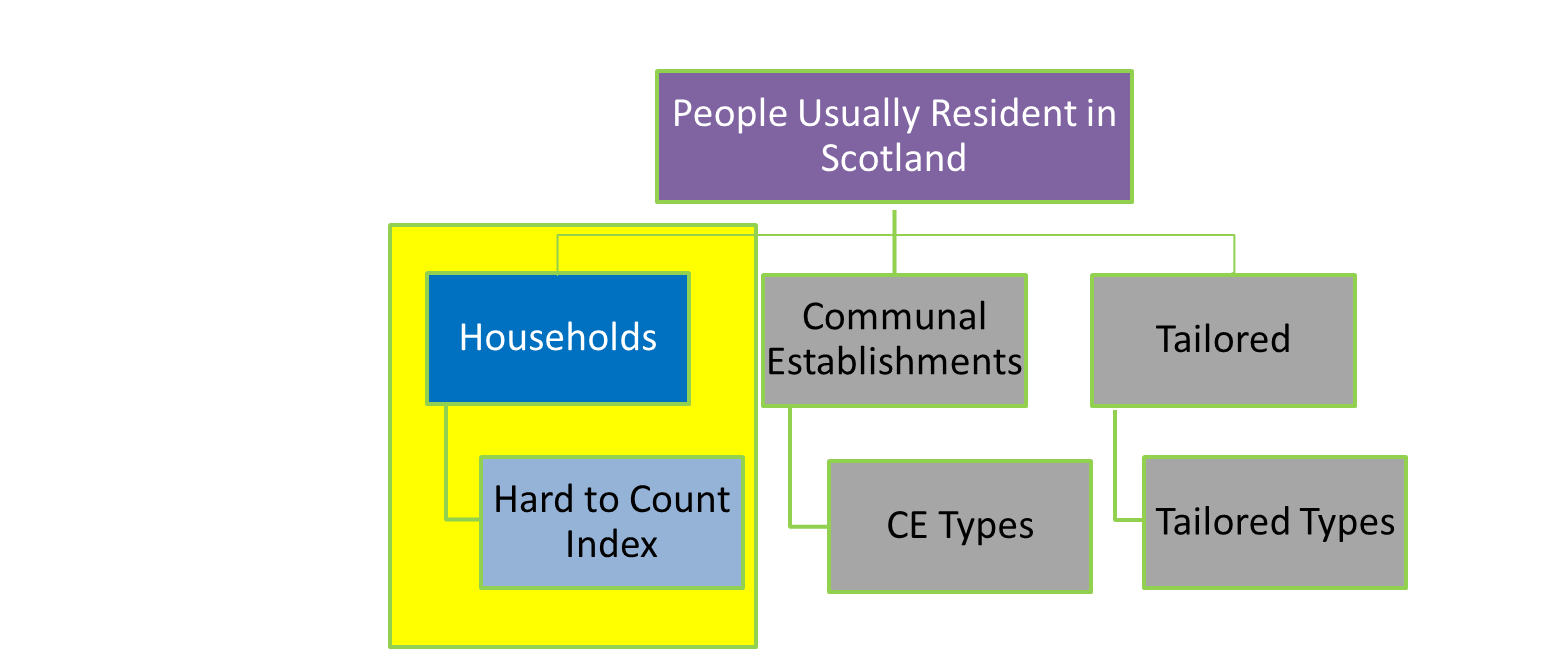 People Usually Resident in
Scotland
Households
Communal
Establishments
Tailored
Hard to Count
Index
CE Types
Tailored Types